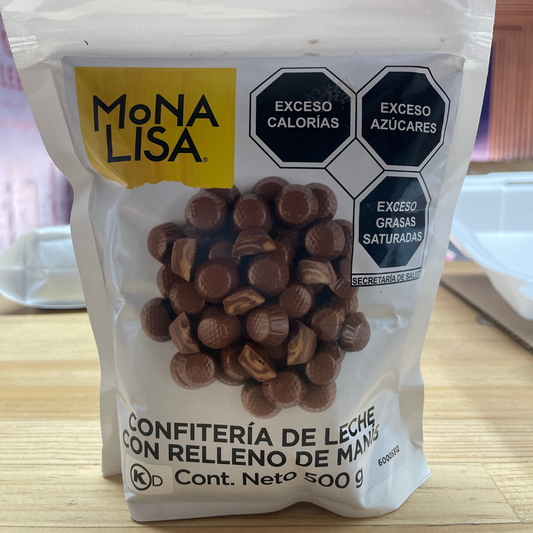 MoNA
LISA®
EXCESO
CALORÍAS
EXCESO
AZÚCARES
EXCESO
GRASAS
SATURADAS
SECRETARÍA DE SALUD
CONFITERÍA DE LECHE
CON RELLENO DE MANÍS
K D
Cont. Neto 500 g